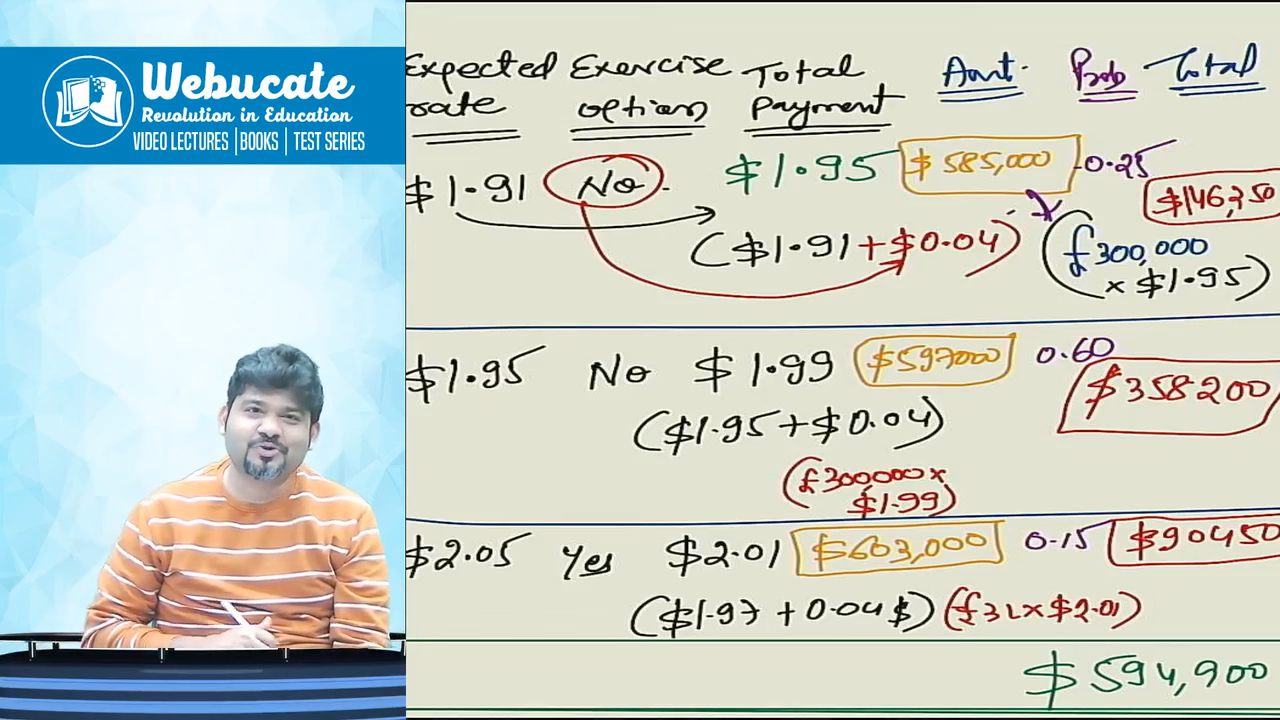 Webucate
Revolution in Education
VIDEO LECTURES | BOOKS | TEST SERIES
Expected Exercise Total Amt. Prob Total
rate option payment
$1.91 No. $1.95 $585,000 0.25 $146,250
($1.91 + $0.04) (£300,000
x $1.95)
$1.95 No $1.99 $597000 0.60 $358200
($1.95 + $0.04)
(£300000 x
$1.99)
$2.05 Yes $2.01 $603,000 0.15 $90450
($1.97 + 0.04$) (£3L x $2.01)
$594,900